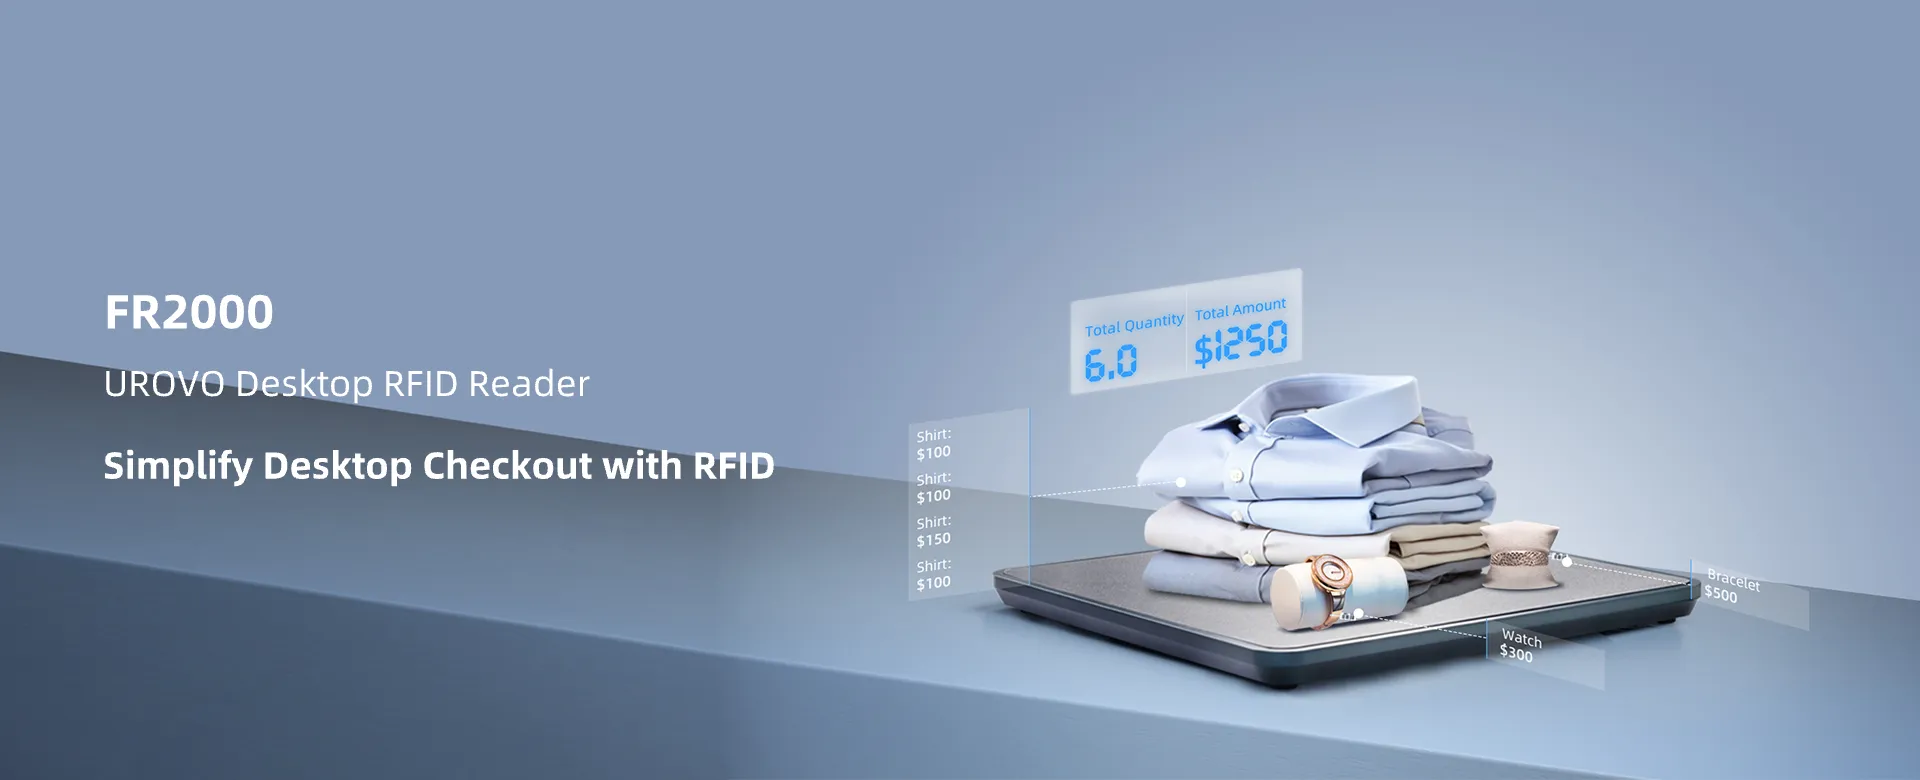 FR2000
UROVO Desktop RFID Reader
Simplify Desktop Checkout with RFID
Total Quantity
6.0
Total Amount
$1250
Shirt:
$100
Shirt:
$100
Shirt:
$150
Shirt:
$100
Bracelet
$500
Watch
$300